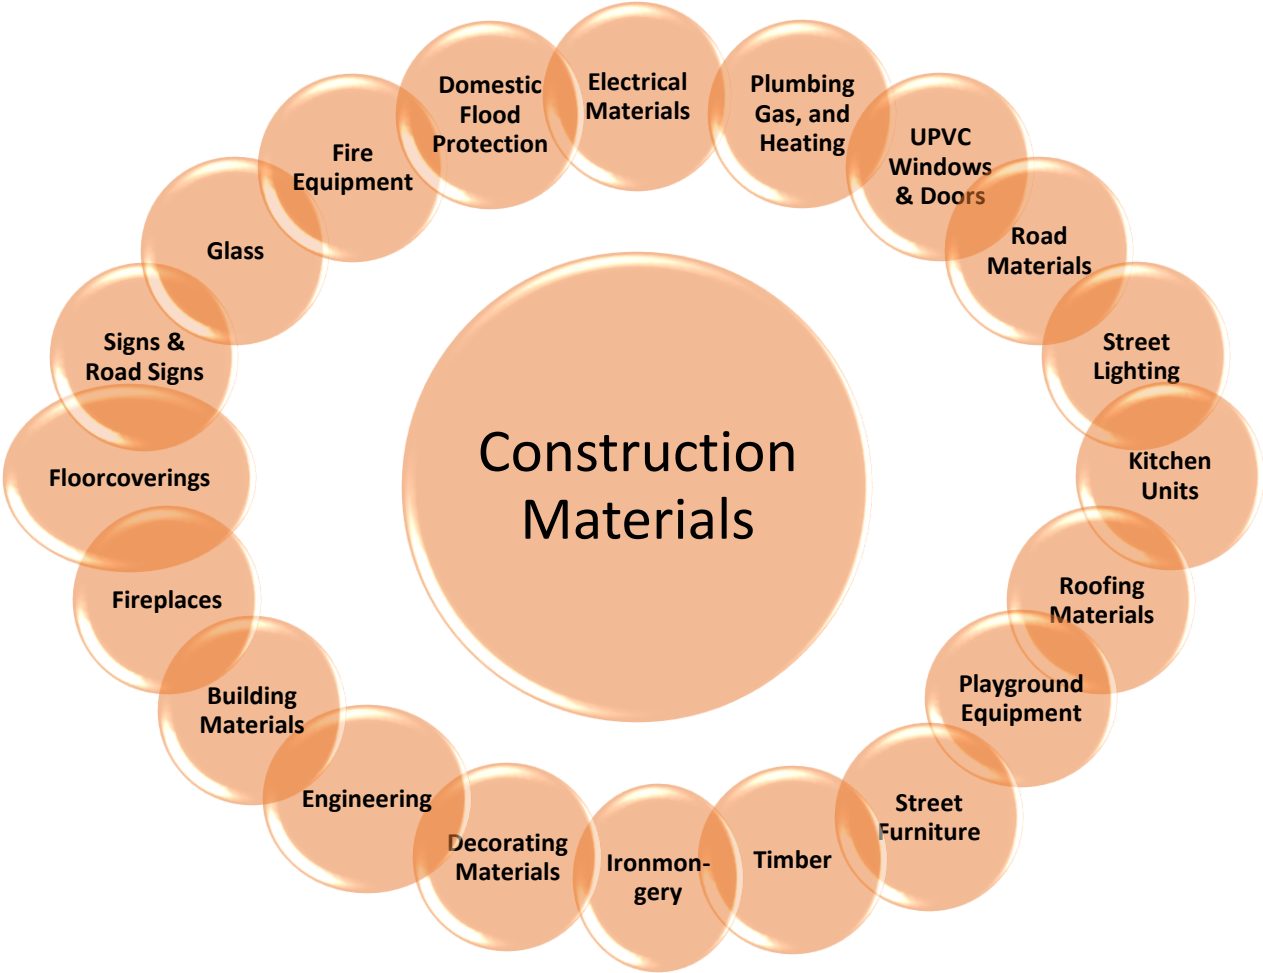 Electrical
Materials
Plumbing
Gas, and
Heating
UPVC
Windows
& Doors
Road
Materials
Street
Lighting
Kitchen
Units
Roofing
Materials
Playground
Equipment
Street
Furniture
Timber
Ironmon-
gery
Decorating
Materials
Engineering
Building
Materials
Fireplaces
Floorcoverings
Signs &
Road Signs
Glass
Fire
Equipment
Domestic
Flood
Protection
Construction
Materials